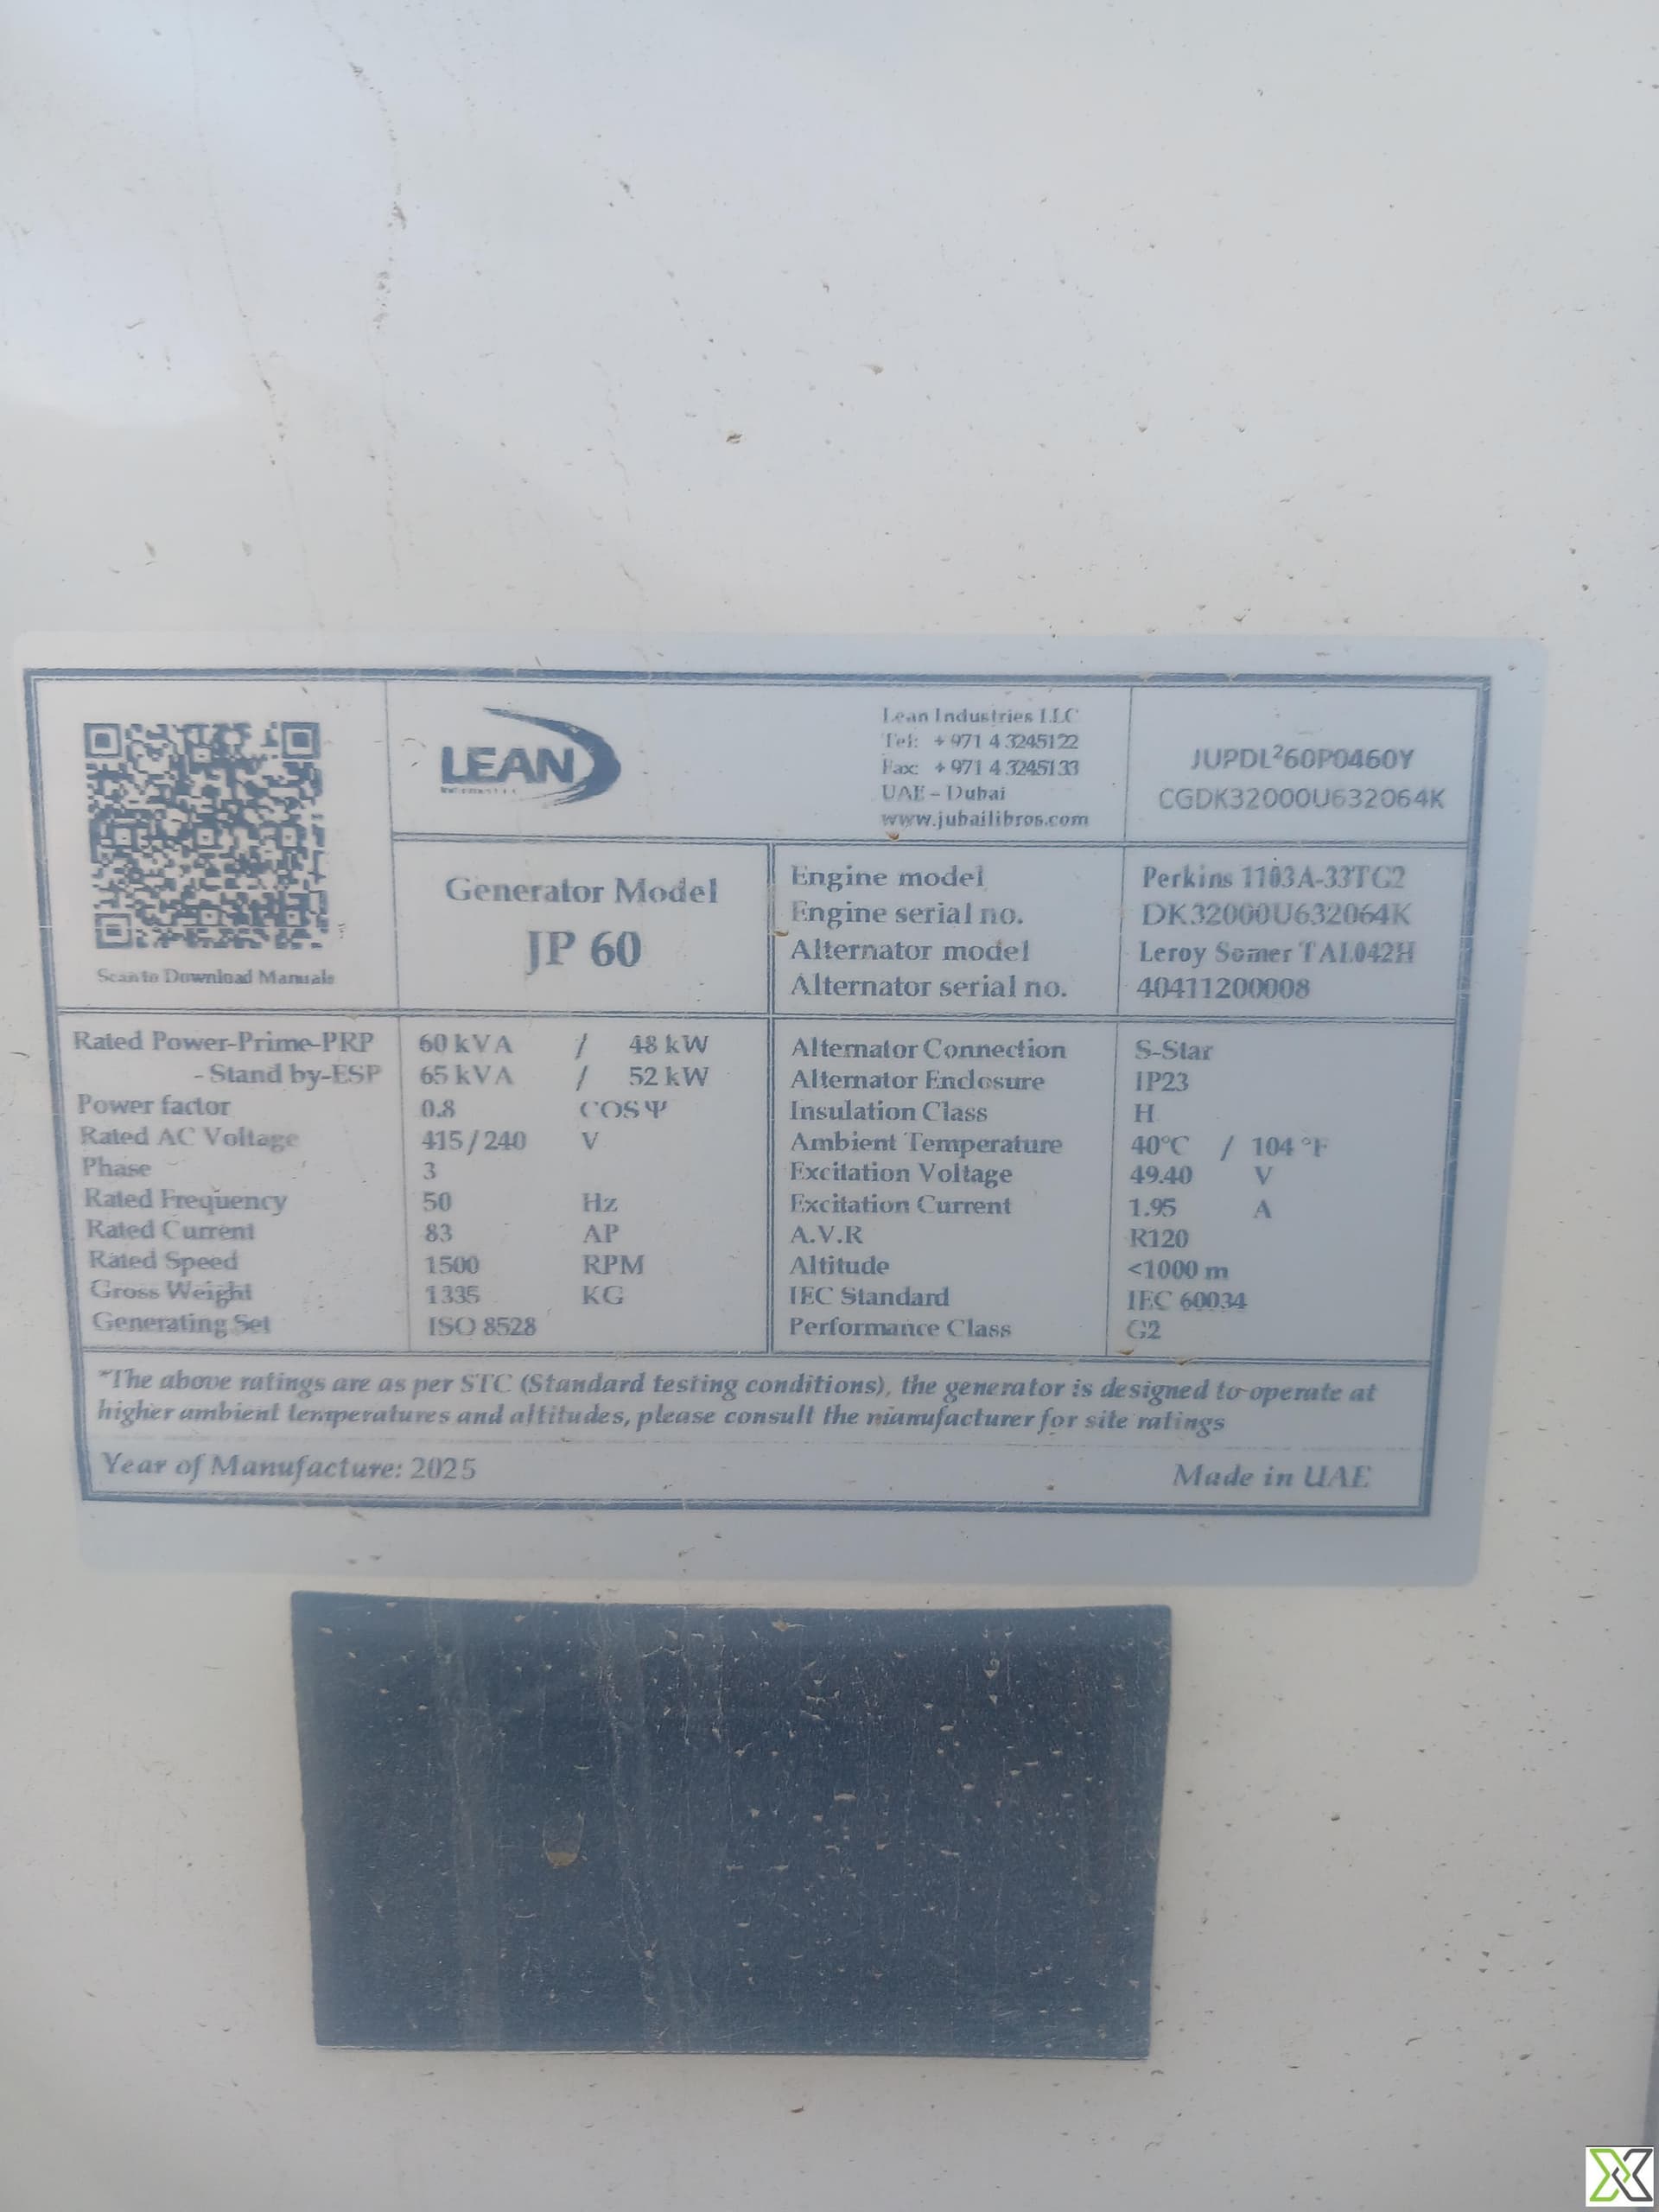 LEAN
Lean Industries LLC
Tel: +971 4 3245122
Fax: +971 4 3245133
UAE – Dubai
www.jubailibros.com
JUPDL²60P0460Y
CGDK32000U632064K
Scan to Download Manuals
Generator Model
JP 60
Engine model Perkins 1103A-33TG2
Engine serial no. DK32000U632064K
Alternator model Leroy Somer TAL042H
Alternator serial no. 40411200008
Rated Power-Prime-PRP 60 kVA / 48 kW
- Stand by-ESP 65 kVA / 52 kW
Power factor 0.8 COS Ψ
Rated AC Voltage 415 / 240 V
Phase 3
Rated Frequency 50 Hz
Rated Current 83 AP
Rated Speed 1500 RPM
Gross Weight 1335 KG
Generating Set ISO 8528
Alternator Connection S-Star
Alternator Enclosure IP23
Insulation Class H
Ambient Temperature 40°C / 104 °F
Excitation Voltage 49.40 V
Excitation Current 1.95 A
A.V.R R120
Altitude <1000 m
IEC Standard IEC 60034
Performance Class G2
*The above ratings are as per STC (Standard testing conditions), the generator is designed to operate at
higher ambient temperatures and altitudes, please consult the manufacturer for site ratings
Year of Manufacture: 2025
Made in UAE